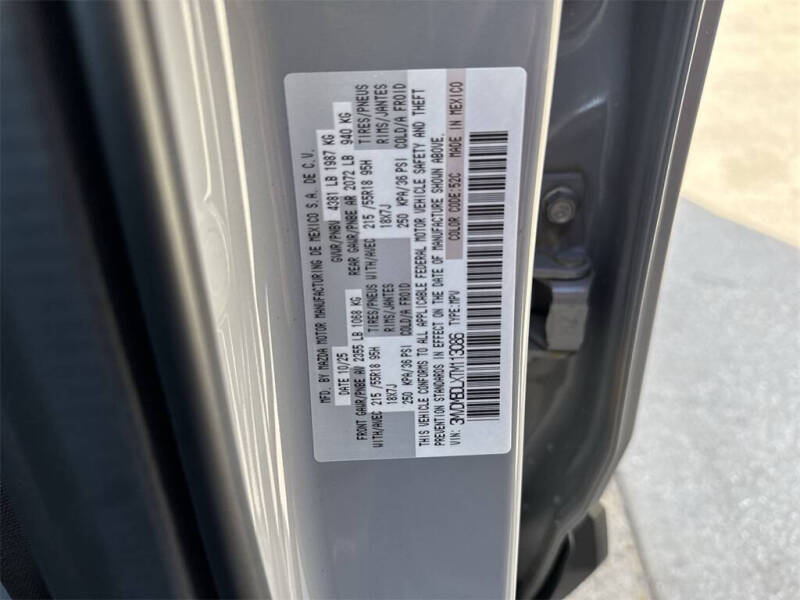 MFD. BY MAZDA MOTOR MANUFACTURING DE MEXICO S.A. DE C.V.
DATE 10/25 GVWR/PNBV 4381 LB 1987 KG
FRONT GAWR/PNBE AV 2355 LB 1068 KG REAR GAWR/PNBE AR 2072 LB 940 KG
WITH/AVEC 215 /55R18 95H TIRES/PNEUS WITH/AVEC 215 /55R18 95H TIRES/PNEUS
18X7J RIMS/JANTES 18X7J RIMS/JANTES
250 KPA/36 PSI COLD/A FROID 250 KPA/36 PSI COLD/A FROID
THIS VEHICLE CONFORMS TO ALL APPLICABLE FEDERAL MOTOR VEHICLE SAFETY AND THEFT
PREVENTION STANDARDS IN EFFECT ON THE DATE OF MANUFACTURE SHOWN ABOVE.
VIN: 3MVDMBDLXTM113086 TYPE:MPV COLOR CODE:52C MADE IN MEXICO